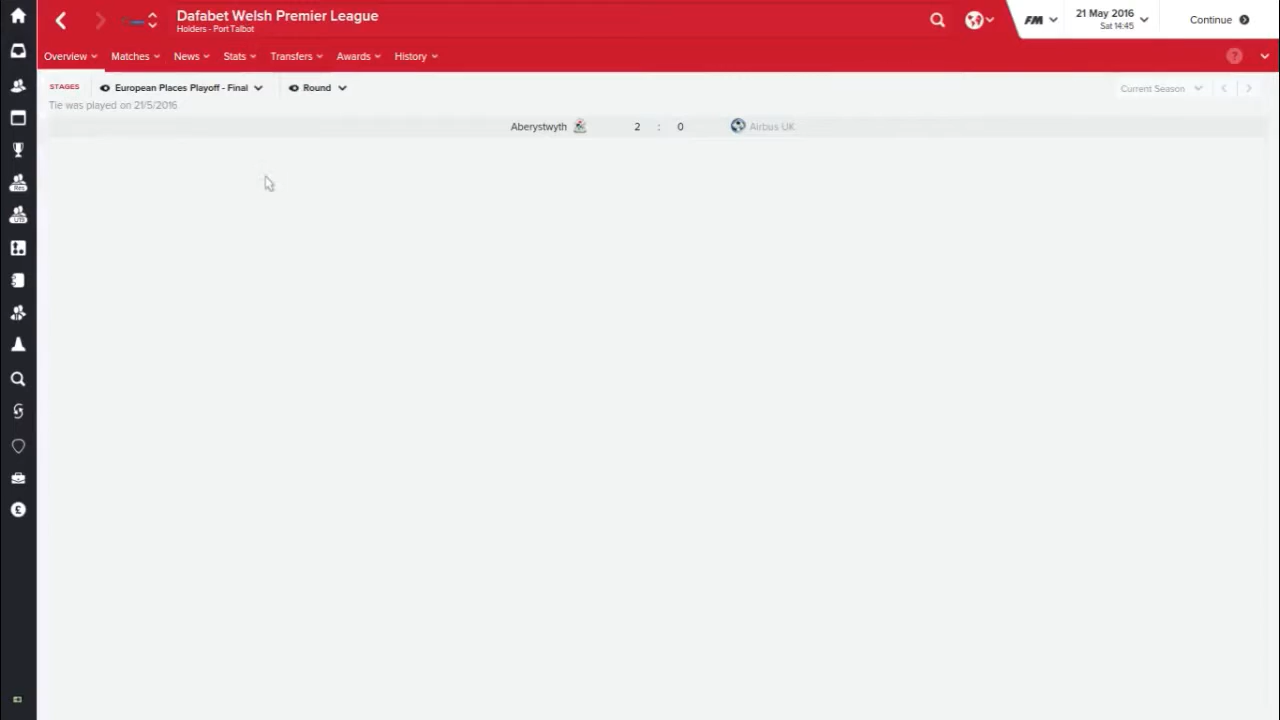 Dafabet Welsh Premier League
Holders - Port Talbot
FM
21 May 2016
Sat 14:45
Continue
Overview Matches News Stats Transfers Awards History ?
STAGES European Places Playoff - Final Round Current Season
Tie was played on 21/5/2016
Aberystwyth 2 : 0 Airbus UK